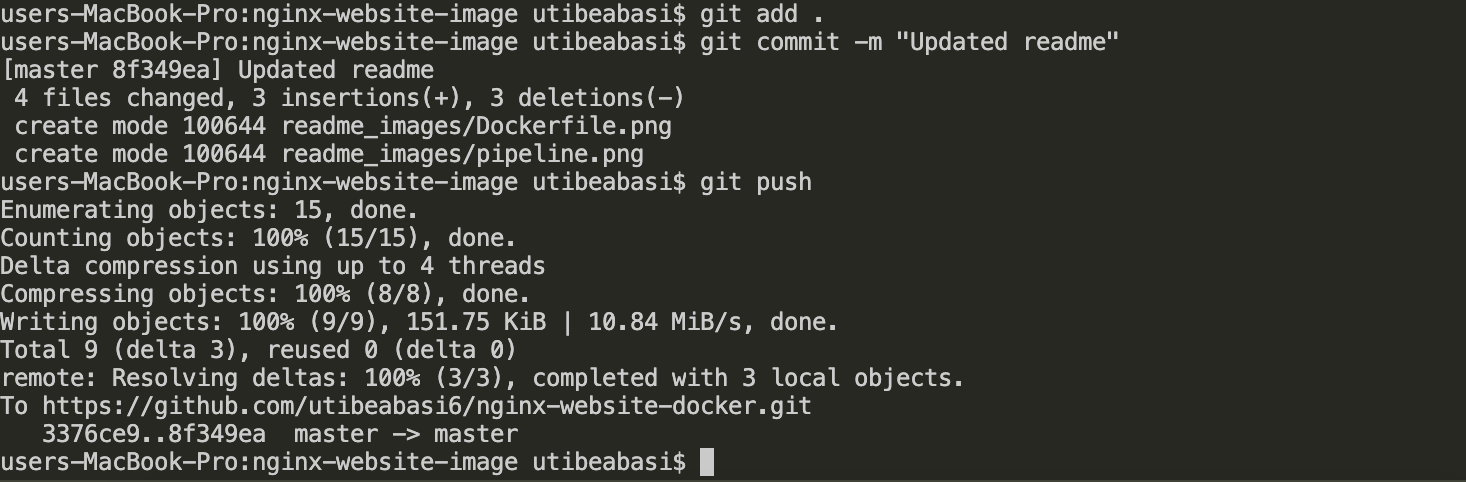 users-MacBook-Pro:nginx-website-image utibeabasi$ git add .
users-MacBook-Pro:nginx-website-image utibeabasi$ git commit -m "Updated readme"
[master 8f349ea] Updated readme
 4 files changed, 3 insertions(+), 3 deletions(-)
 create mode 100644 readme_images/Dockerfile.png
 create mode 100644 readme_images/pipeline.png
users-MacBook-Pro:nginx-website-image utibeabasi$ git push
Enumerating objects: 15, done.
Counting objects: 100% (15/15), done.
Delta compression using up to 4 threads
Compressing objects: 100% (8/8), done.
Writing objects: 100% (9/9), 151.75 KiB | 10.84 MiB/s, done.
Total 9 (delta 3), reused 0 (delta 0)
remote: Resolving deltas: 100% (3/3), completed with 3 local objects.
To https://github.com/utibeabasi6/nginx-website-docker.git
   3376ce9..8f349ea  master -> master
users-MacBook-Pro:nginx-website-image utibeabasi$